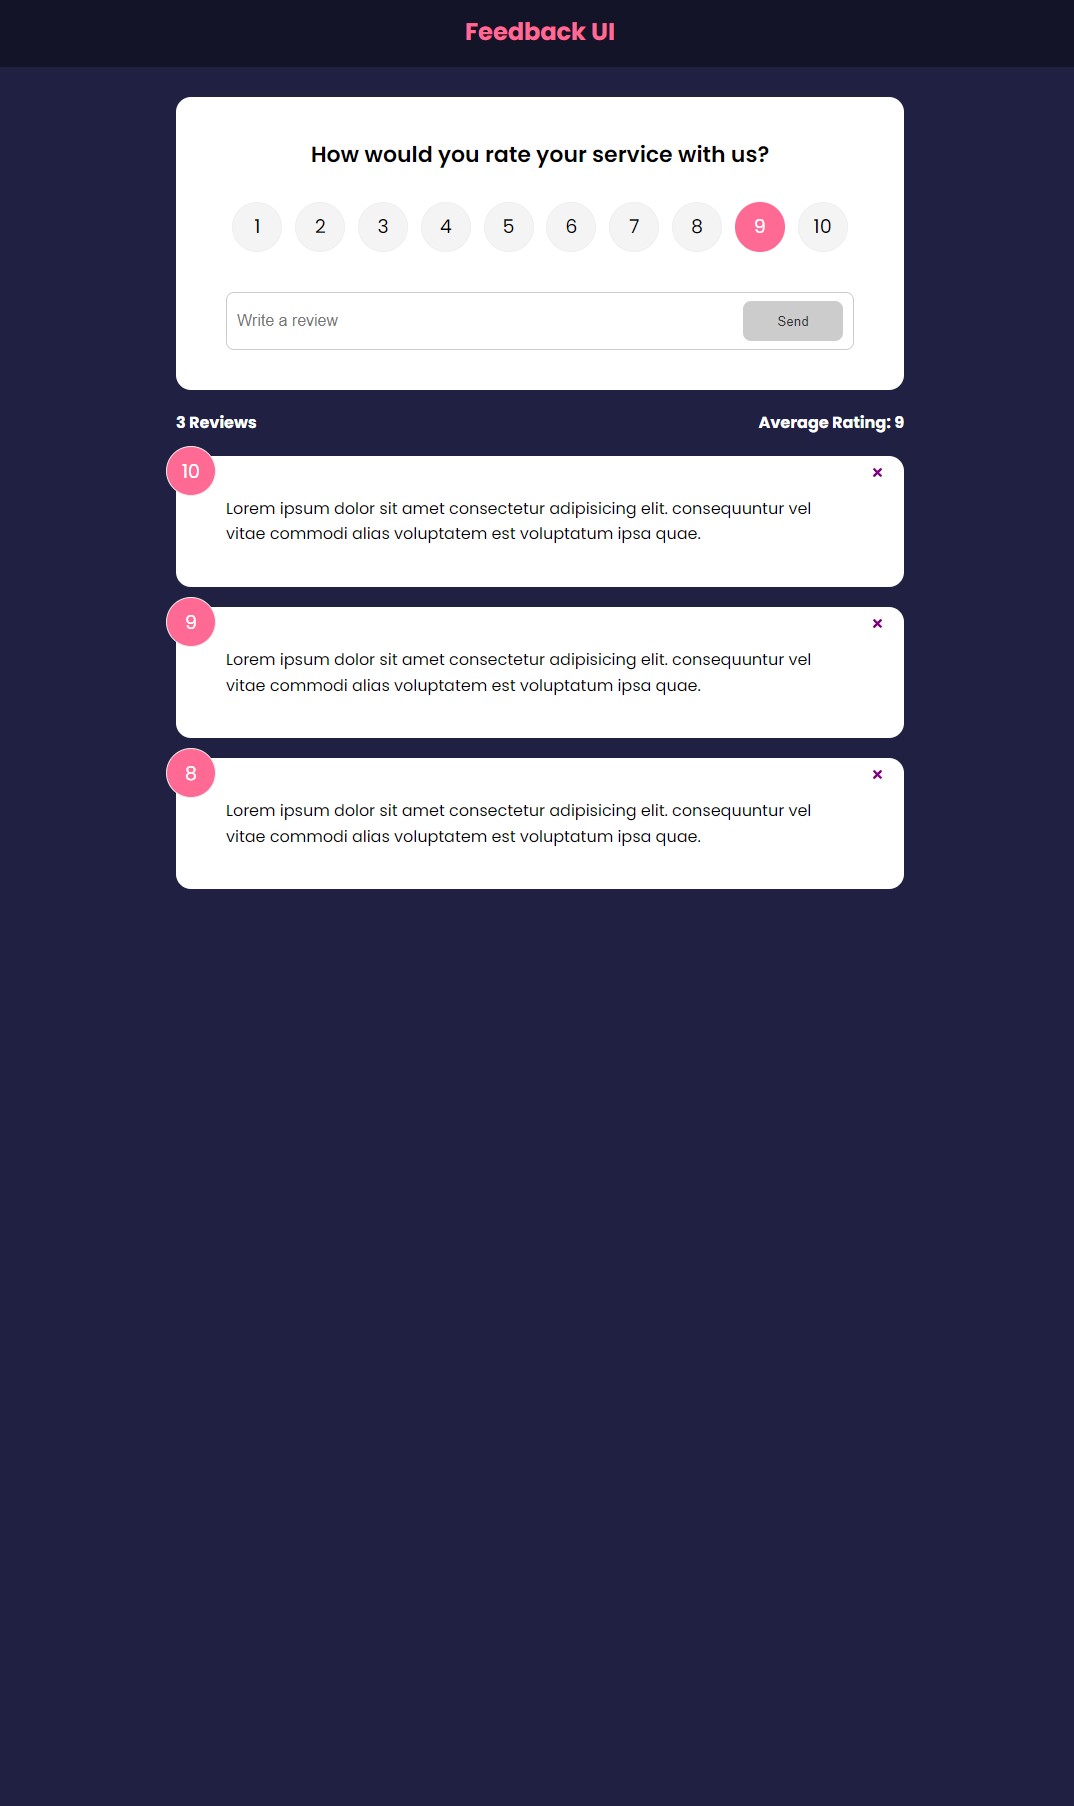 Feedback UI
How would you rate your service with us?
1 2 3 4 5 6 7 8 9 10
Write a review Send
3 Reviews Average Rating: 9
10
Lorem ipsum dolor sit amet consectetur adipisicing elit. consequuntur vel
vitae commodi alias voluptatem est voluptatum ipsa quae.
9
Lorem ipsum dolor sit amet consectetur adipisicing elit. consequuntur vel
vitae commodi alias voluptatem est voluptatum ipsa quae.
8
Lorem ipsum dolor sit amet consectetur adipisicing elit. consequuntur vel
vitae commodi alias voluptatem est voluptatum ipsa quae.